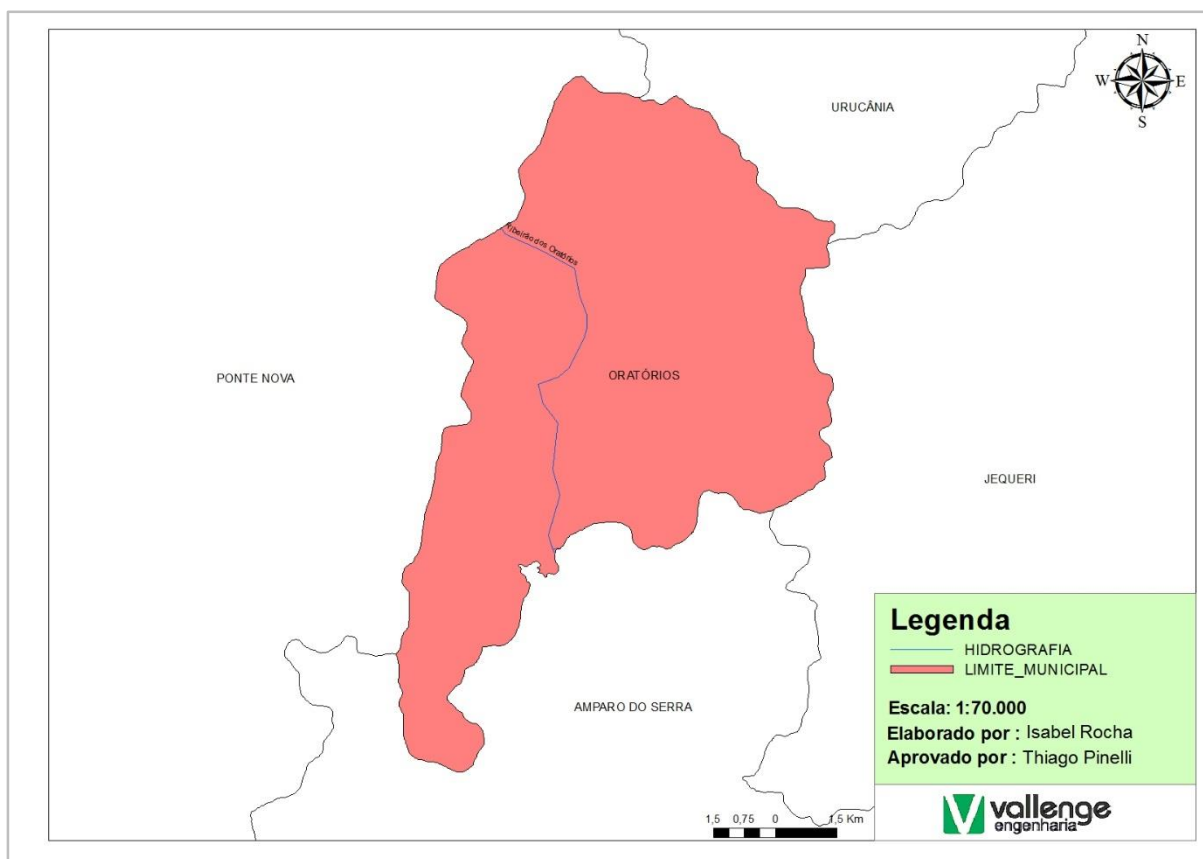 N
W E
S
URUCÂNIA
Ribeirão dos Oratórios
PONTE NOVA
ORATÓRIOS
JEQUERI
AMPARO DO SERRA
Legenda
HIDROGRAFIA
LIMITE_MUNICIPAL
Escala: 1:70.000
Elaborado por : Isabel Rocha
Aprovado por : Thiago Pinelli
1,5 0,75 0 1,5 Km
vallenge
engenharia